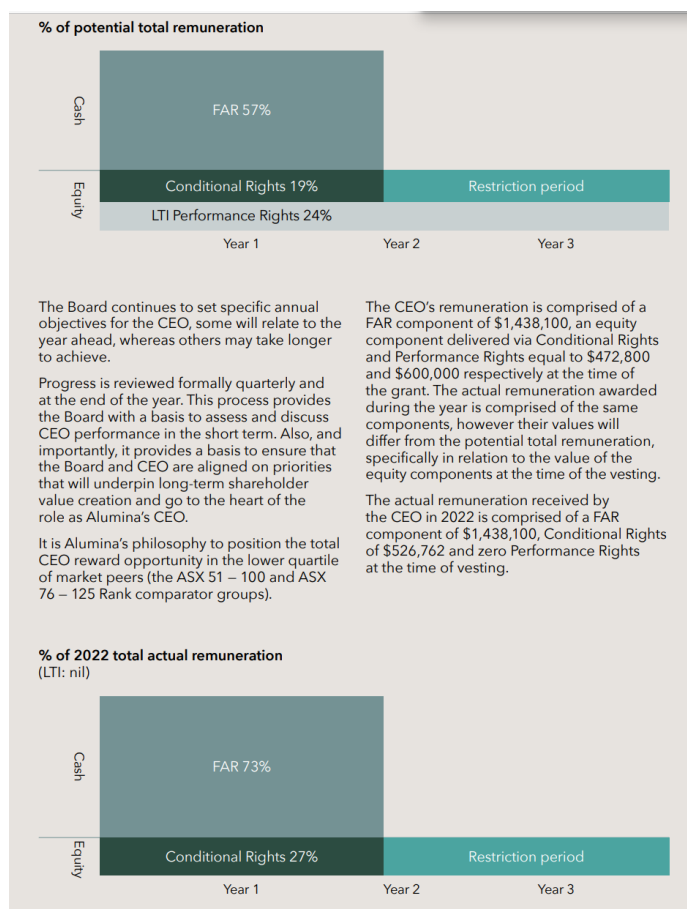 % of potential total remuneration
Cash
FAR 57%
Equity
Conditional Rights 19%
Restriction period
LTI Performance Rights 24%
Year 1
Year 2
Year 3
The Board continues to set specific annual
objectives for the CEO, some will relate to the
year ahead, whereas others may take longer
to achieve.
Progress is reviewed formally quarterly and
at the end of the year. This process provides
the Board with a basis to assess and discuss
CEO performance in the short term. Also, and
importantly, it provides a basis to ensure that
the Board and CEO are aligned on priorities
that will underpin long-term shareholder
value creation and go to the heart of the
role as Alumina’s CEO.
It is Alumina’s philosophy to position the total
CEO reward opportunity in the lower quartile
of market peers (the ASX 51 – 100 and ASX
76 – 125 Rank comparator groups).
The CEO’s remuneration is comprised of a
FAR component of $1,438,100, an equity
component delivered via Conditional Rights
and Performance Rights equal to $472,800
and $600,000 respectively at the time of
the grant. The actual remuneration awarded
during the year is comprised of the same
components, however their values will
differ from the potential total remuneration,
specifically in relation to the value of the
equity components at the time of the vesting.
The actual remuneration received by
the CEO in 2022 is comprised of a FAR
component of $1,438,100, Conditional Rights
of $526,762 and zero Performance Rights
at the time of vesting.
% of 2022 total actual remuneration
(LTI: nil)
Cash
FAR 73%
Equity
Conditional Rights 27%
Restriction period
Year 1
Year 2
Year 3